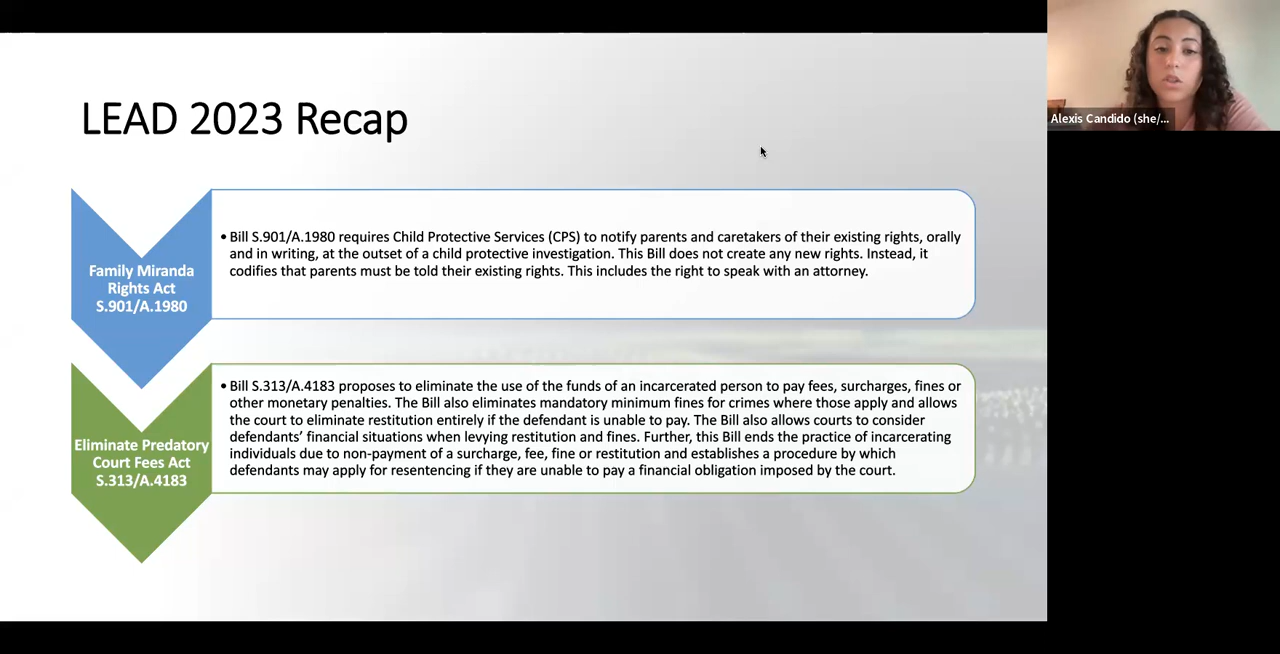 LEAD 2023 Recap
Alexis Candido (she/...
Family Miranda
Rights Act
S.901/A.1980
• Bill S.901/A.1980 requires Child Protective Services (CPS) to notify parents and caretakers of their existing rights, orally
and in writing, at the outset of a child protective investigation. This Bill does not create any new rights. Instead, it
codifies that parents must be told their existing rights. This includes the right to speak with an attorney.
Eliminate Predatory
Court Fees Act
S.313/A.4183
• Bill S.313/A.4183 proposes to eliminate the use of the funds of an incarcerated person to pay fees, surcharges, fines or
other monetary penalties. The Bill also eliminates mandatory minimum fines for crimes where those apply and allows
the court to eliminate restitution entirely if the defendant is unable to pay. The Bill also allows courts to consider
defendants’ financial situations when levying restitution and fines. Further, this Bill ends the practice of incarcerating
individuals due to non-payment of a surcharge, fee, fine or restitution and establishes a procedure by which
defendants may apply for resentencing if they are unable to pay a financial obligation imposed by the court.